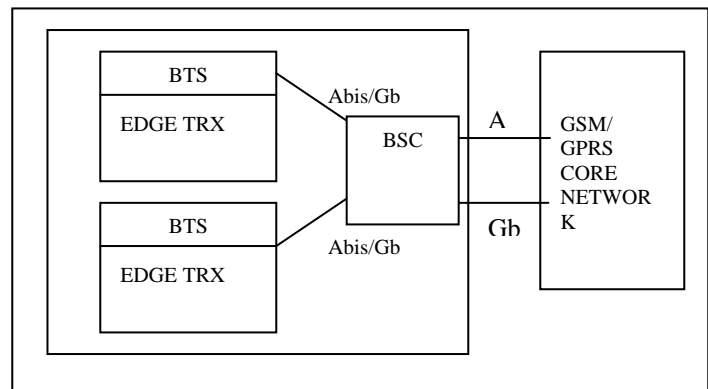 BTS
EDGE TRX
Abis/Gb
BSC
A
GSM/
GPRS
CORE
NETWOR
K
BTS
EDGE TRX
Abis/Gb
Gb